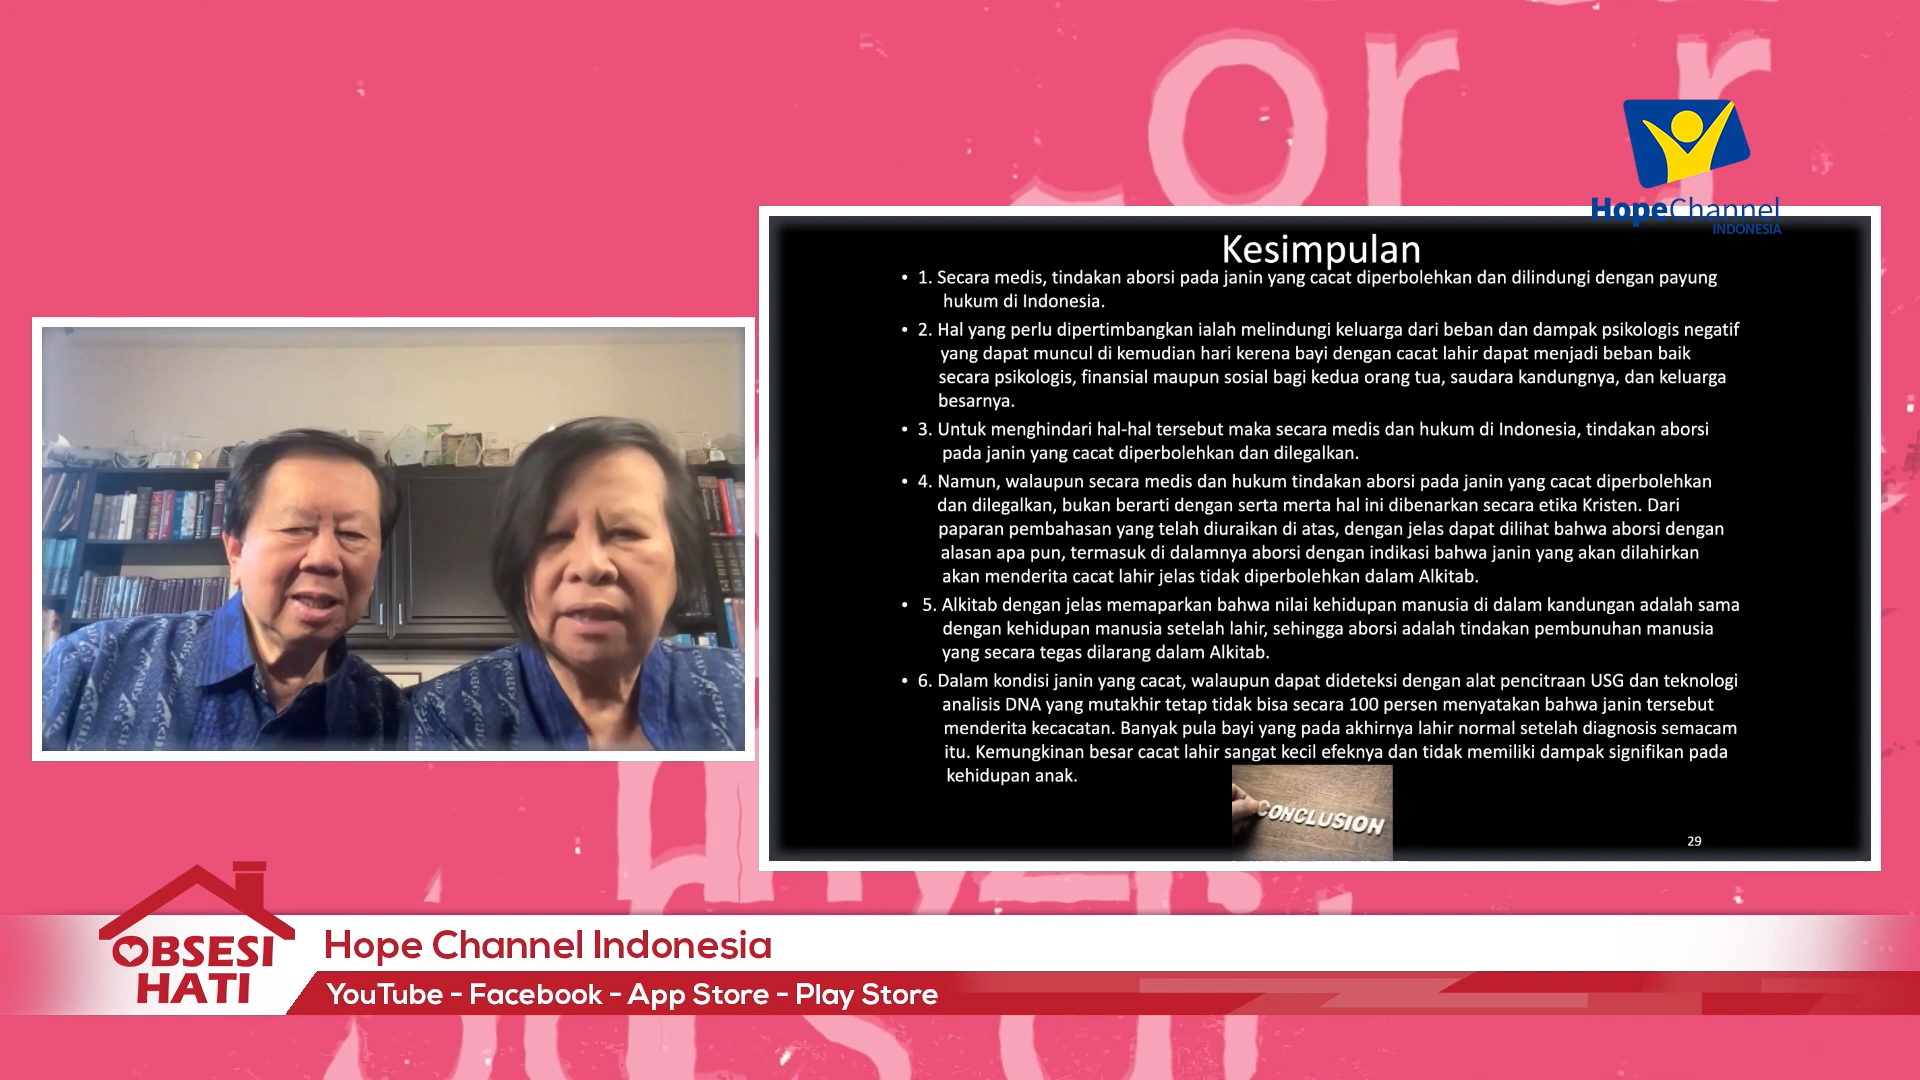 HopeChannel
INDONESIA
Kesimpulan
• 1. Secara medis, tindakan aborsi pada janin yang cacat diperbolehkan dan dilindungi dengan payung
hukum di Indonesia.
• 2. Hal yang perlu dipertimbangkan ialah melindungi keluarga dari beban dan dampak psikologis negatif
yang dapat muncul di kemudian hari kerena bayi dengan cacat lahir dapat menjadi beban baik
secara psikologis, finansial maupun sosial bagi kedua orang tua, saudara kandungnya, dan keluarga
besarnya.
• 3. Untuk menghindari hal-hal tersebut maka secara medis dan hukum di Indonesia, tindakan aborsi
pada janin yang cacat diperbolehkan dan dilegalkan.
• 4. Namun, walaupun secara medis dan hukum tindakan aborsi pada janin yang cacat diperbolehkan
dan dilegalkan, bukan berarti dengan serta merta hal ini dibenarkan secara etika Kristen. Dari
paparan pembahasan yang telah diuraikan di atas, dengan jelas dapat dilihat bahwa aborsi dengan
alasan apa pun, termasuk di dalamnya aborsi dengan indikasi bahwa janin yang akan dilahirkan
akan menderita cacat lahir jelas tidak diperbolehkan dalam Alkitab.
• 5. Alkitab dengan jelas memaparkan bahwa nilai kehidupan manusia di dalam kandungan adalah sama
dengan kehidupan manusia setelah lahir, sehingga aborsi adalah tindakan pembunuhan manusia
yang secara tegas dilarang dalam Alkitab.
• 6. Dalam kondisi janin yang cacat, walaupun dapat dideteksi dengan alat pencitraan USG dan teknologi
analisis DNA yang mutakhir tetap tidak bisa secara 100 persen menyatakan bahwa janin tersebut
menderita kecacatan. Banyak pula bayi yang pada akhirnya lahir normal setelah diagnosis semacam
itu. Kemungkinan besar cacat lahir sangat kecil efeknya dan tidak memiliki dampak signifikan pada
kehidupan anak.
CONCLUSION
29
OBSESI
HATI
Hope Channel Indonesia
YouTube - Facebook - App Store - Play Store